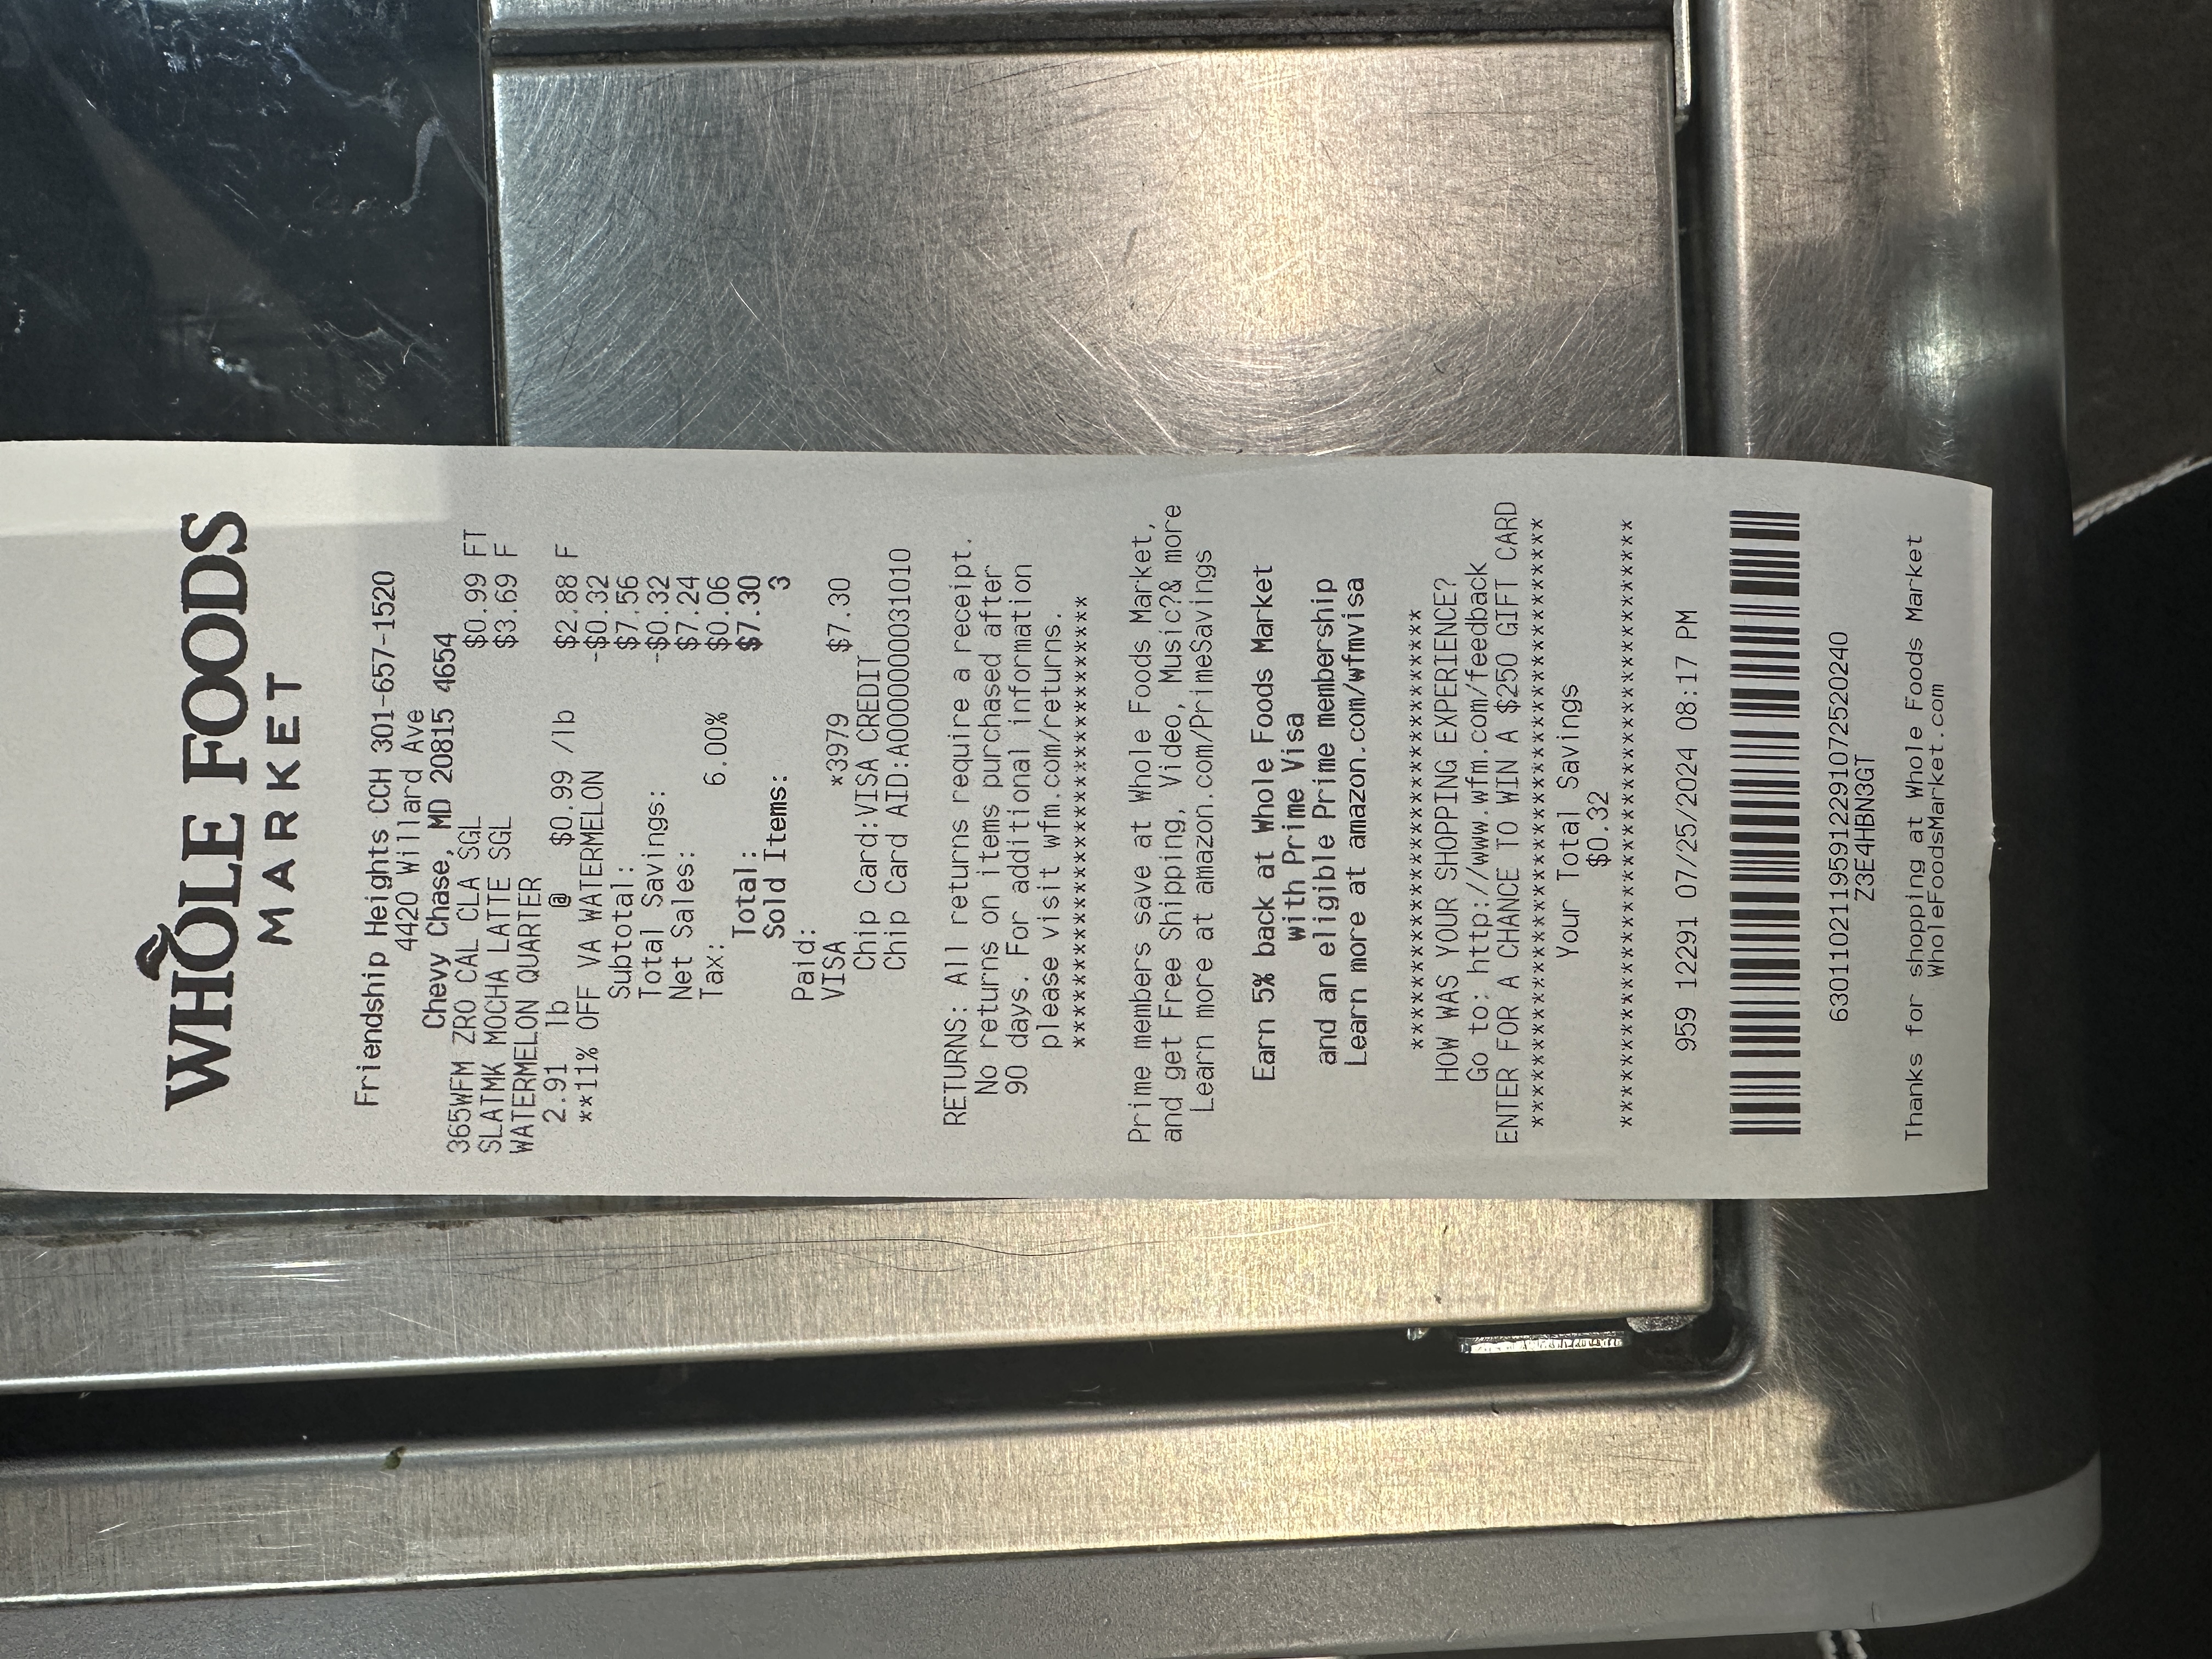 WHOLE FOODS
MARKET
Friendship Heights CCH 301-657-1520
4420 Willard Ave
Chevy Chase, MD 20815 4654
365WFM ZRO CAL CLA SGL $0.99 FT
SLATMK MOCHA LATTE SGL $3.69 F
WATERMELON QUARTER
2.91 lb @ $0.99 /lb $2.88 F
**11% OFF VA WATERMELON -$0.32
Subtotal: $7.56
Total Savings: -$0.32
Net Sales: $7.24
Tax: 6.00% $0.06
Total: $7.30
Sold Items: 3
Paid:
VISA *3979 $7.30
Chip Card:VISA CREDIT
Chip Card AID:A0000000031010
RETURNS: All returns require a receipt.
No returns on items purchased after
90 days. For additional information
please visit wfm.com/returns.
*****************************
Prime members save at Whole Foods Market,
and get Free Shipping, Video, Music?& more
Learn more at amazon.com/PrimeSavings
Earn 5% back at Whole Foods Market
with Prime Visa
and an eligible Prime membership
Learn more at amazon.com/wfmvisa
*****************************
HOW WAS YOUR SHOPPING EXPERIENCE?
Go to: http://www.wfm.com/feedback
ENTER FOR A CHANCE TO WIN A $250 GIFT CARD
****************************************
Your Total Savings
$0.32
****************************************
959 12291 07/25/2024 08:17 PM
6301102119591229107252024​0
Z3E4HBN3GT
Thanks for shopping at Whole Foods Market
WholeFoodsMarket.com